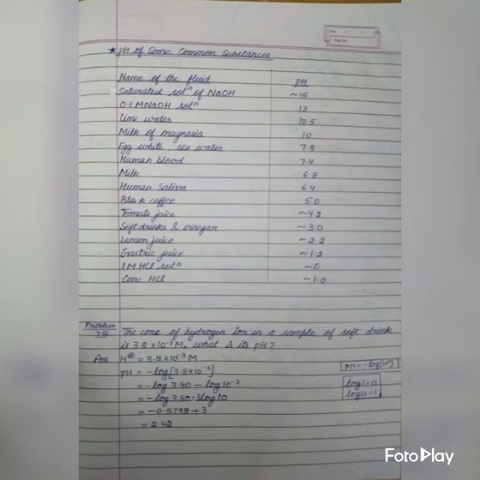 ★ pH of Some Common Substances
Name of the fluid pH
Saturated solⁿ of NaOH ~15
0.1 M NaOH solⁿ 13
Lime water 10.5
Milk of magnesia 10
Egg white, sea water 7.8
Human blood 7.4
Milk 6.8
Human Saliva 6.4
Black coffee 5.0
Tomato juice ~4.2
Soft drinks & vinegar ~3.0
Lemon juice ~2.2
Gastric juice ~1.2
1M HCl solⁿ ~0
Conc HCl ~-1.0
Problem The conc of hydrogen Ion in a sample of soft drink
is 3.8×10⁻³M, what is its pH?
Ans H⊕ = 3.8×10⁻³ M
pH = -log(H⁺)
pH = -log[3.8×10⁻³]
= -log 3.80 - log10⁻³
log1=0
= -log 3.80+3log10
log10=1
= -0.5798+3
= 2.42
FotoPlay